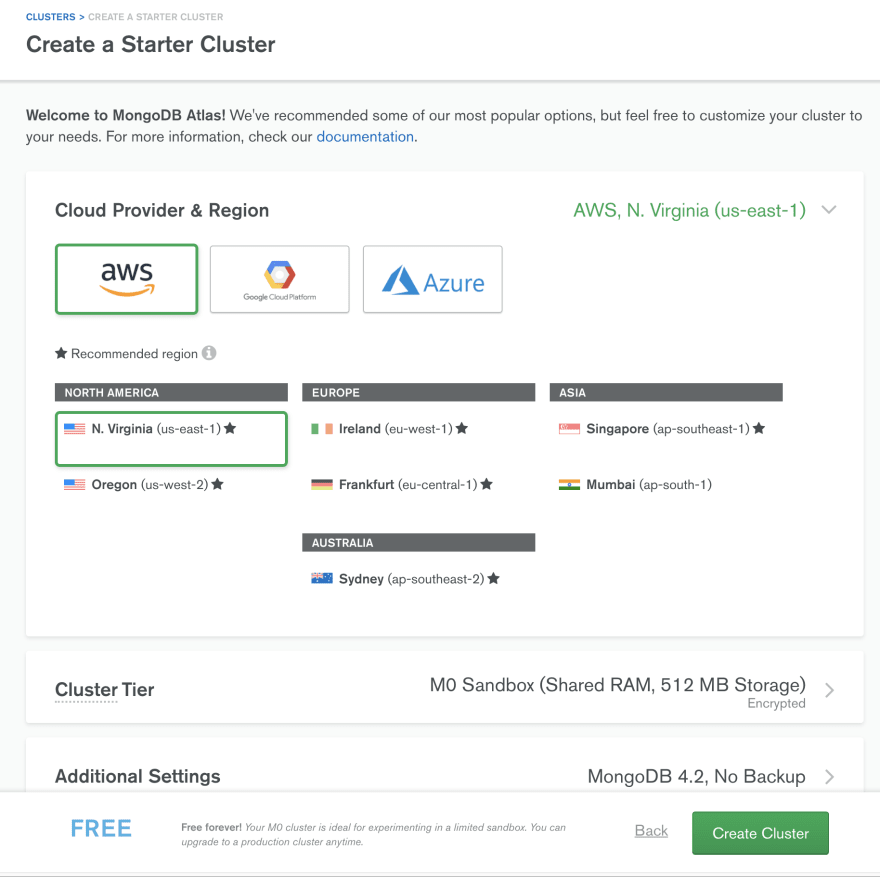 CLUSTERS > CREATE A STARTER CLUSTER
Create a Starter Cluster
Welcome to MongoDB Atlas! We've recommended some of our most popular options, but feel free to customize your cluster to
your needs. For more information, check our documentation.
Cloud Provider & Region
AWS, N. Virginia (us-east-1)
aws
Google Cloud Platform
Azure
★ Recommended region i
NORTH AMERICA
N. Virginia (us-east-1) ★
Oregon (us-west-2) ★
EUROPE
Ireland (eu-west-1) ★
Frankfurt (eu-central-1) ★
ASIA
Singapore (ap-southeast-1) ★
Mumbai (ap-south-1)
AUSTRALIA
Sydney (ap-southeast-2) ★
Cluster Tier
M0 Sandbox (Shared RAM, 512 MB Storage)
Encrypted
Additional Settings
MongoDB 4.2, No Backup
FREE
Free forever! Your M0 cluster is ideal for experimenting in a limited sandbox. You can
upgrade to a production cluster anytime.
Back
Create Cluster